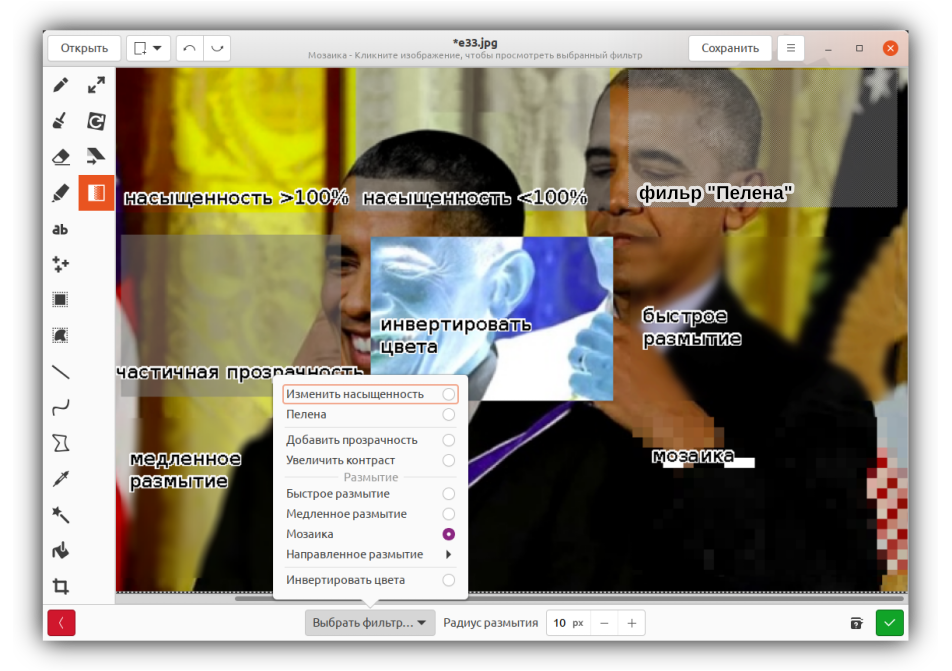 Открыть
*e33.jpg
Мозаика - Кликните изображение, чтобы просмотреть выбранный фильтр
Сохранить
ab
насыщенность >100%
насыщенность <100%
фильр "Пелена"
инвертировать
цвета
быстрое
размытие
частичная прозрачность
медленное
размытие
мозаика
Изменить насыщенность
Пелена
Добавить прозрачность
Увеличить контраст
Размытие
Быстрое размытие
Медленное размытие
Мозаика
Направленное размытие
Инвертировать цвета
Выбрать фильтр...
Радиус размытия
10 px